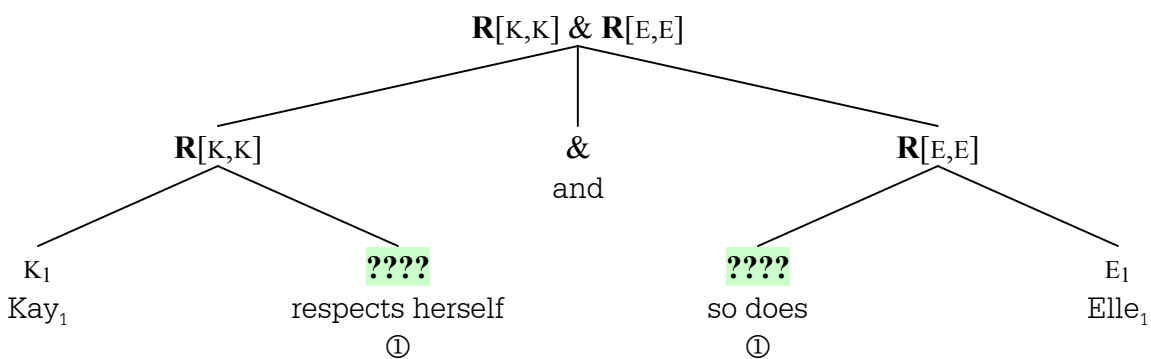 R[K,K] & R[E,E]
R[K,K] & R[E,E]
and
K₁ ???? ???? E₁
Kay₁ respects herself so does Elle₁
① ①